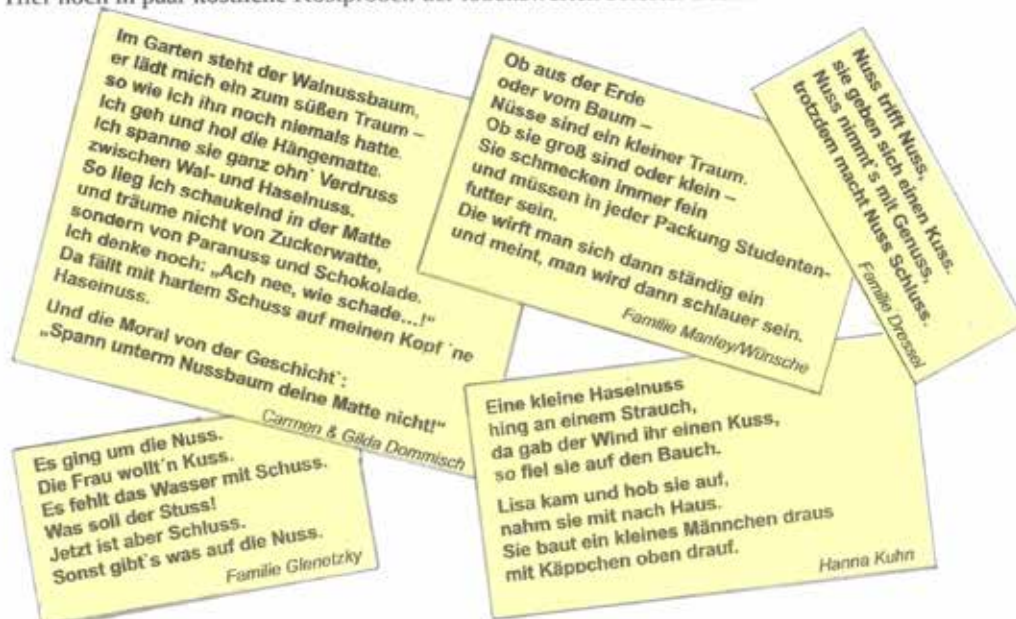 Hier noch in paar köstliche
Im Garten steht der Walnussbaum,
er lädt mich ein zum süßen Traum –
so wie ich ihn noch niemals hatte.
Ich geh und hol die Hängematte.
Ich spanne sie ganz ohn´ Verdruss
zwischen Wal- und Haselnuss.
So lieg ich schaukelnd in der Matte
und träume nicht von Zuckerwatte,
sondern von Paranuss und Schokolade.
Ich denke noch: „Ach nee, wie schade...!“
Da fällt mit hartem Schuss auf meinen Kopf ´ne
Haselnuss.
Und die Moral von der Geschicht´:
„Spann unterm Nussbaum deine Matte nicht!“
Carmen & Gilda Dommisch
Ob aus der Erde
oder vom Baum –
Nüsse sind ein kleiner Traum.
Ob sie groß sind oder klein –
Sie schmecken immer fein
und müssen in jeder Packung Studenten-
futter sein.
Die wirft man sich dann ständig ein
und meint, man wird dann schlauer sein.
Familie Manfey/Wünsche
Nuss trifft Nuss,
sie geben sich einen Kuss.
Nuss nimmt´s mit Genuss,
trotzdem macht Nuss Schluss.
Familie Dressel
Es ging um die Nuss.
Die Frau wollt´n Kuss.
Es fehlt das Wasser mit Schuss.
Was soll der Stuss!
Jetzt ist aber Schluss.
Sonst gibt´s was auf die Nuss.
Familie Glenetzky
Eine kleine Haselnuss
hing an einem Strauch,
da gab der Wind ihr einen Kuss,
so fiel sie auf den Bauch.
Lisa kam und hob sie auf,
nahm sie mit nach Haus.
Sie baut ein kleines Männchen draus
mit Käppchen oben drauf.
Hanna Kuhn